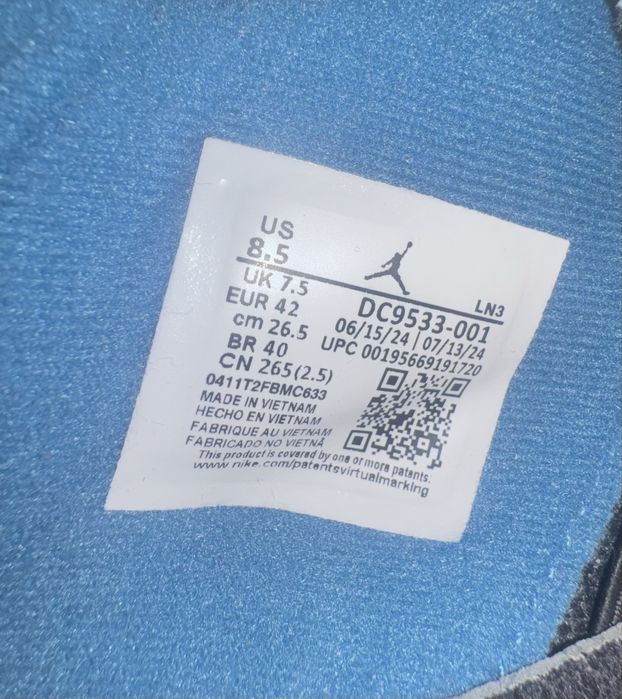 US
8.5
UK 7.5
EUR 42
cm 26.5
BR 40
CN 265(2.5)
LN3
DC9533-001
06/15/24 | 07/13/24
UPC 00195669191720
0411T2FBMC633
MADE IN VIETNAM
HECHO EN VIETNAM
FABRIQUE AU VIETNAM
FABRICADO NO VIETNÃ
This product is covered by one or more patents.
www.nike.com/patentsvirtualmarking